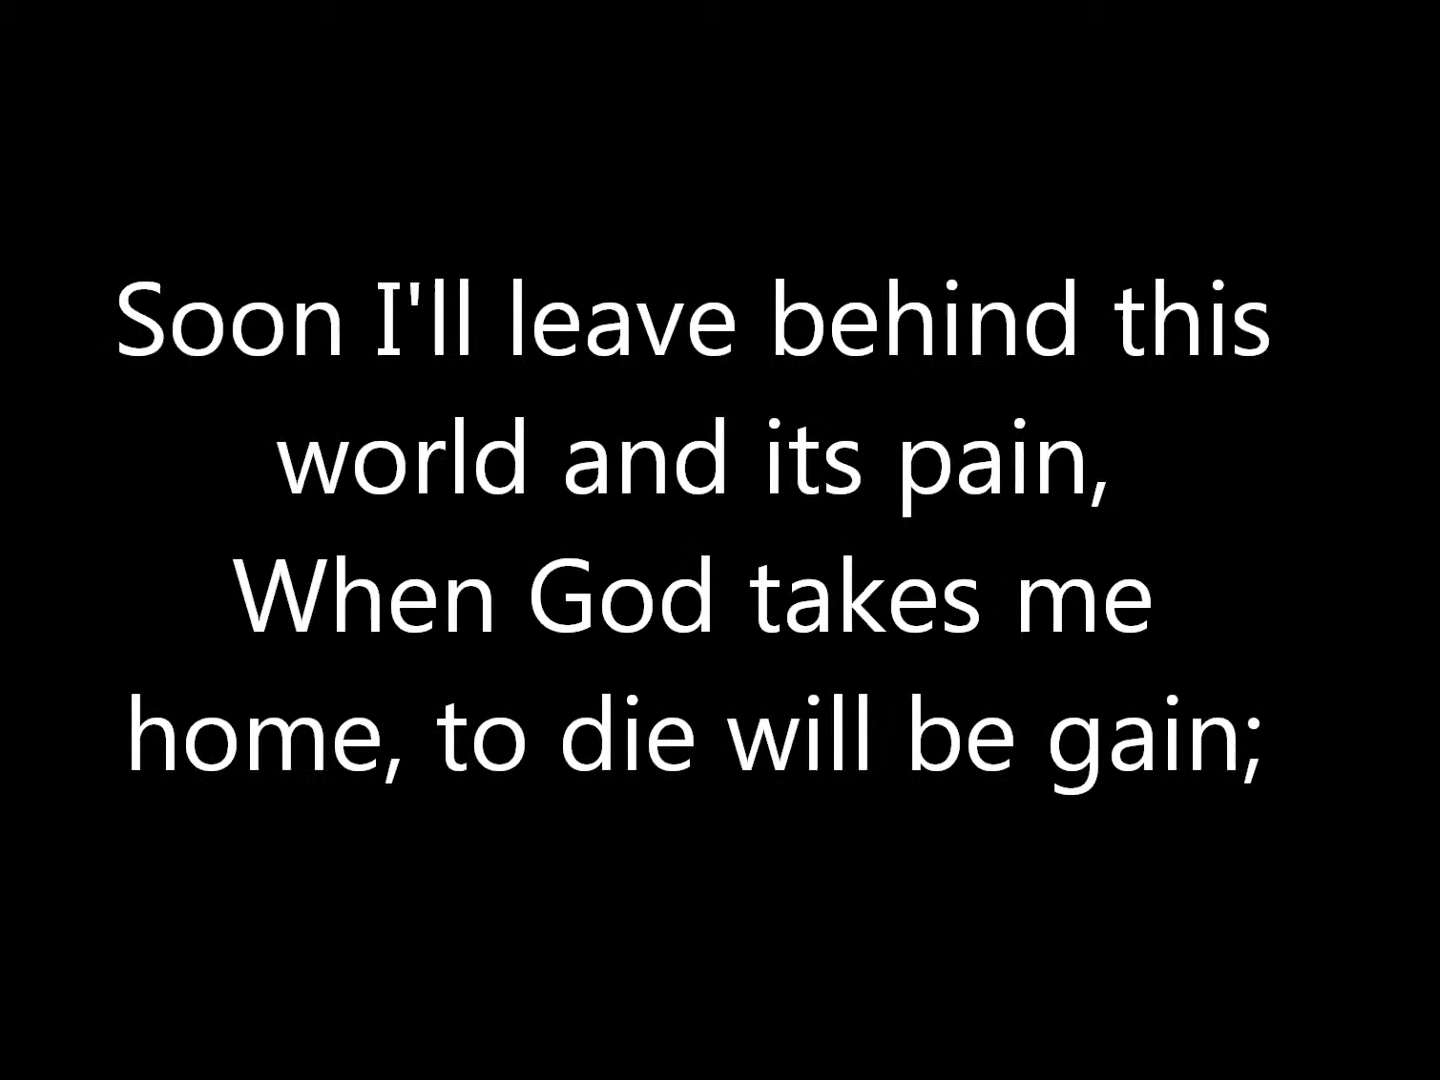 Soon I'll leave behind this
world and its pain,
When God takes me
home, to die will be gain;